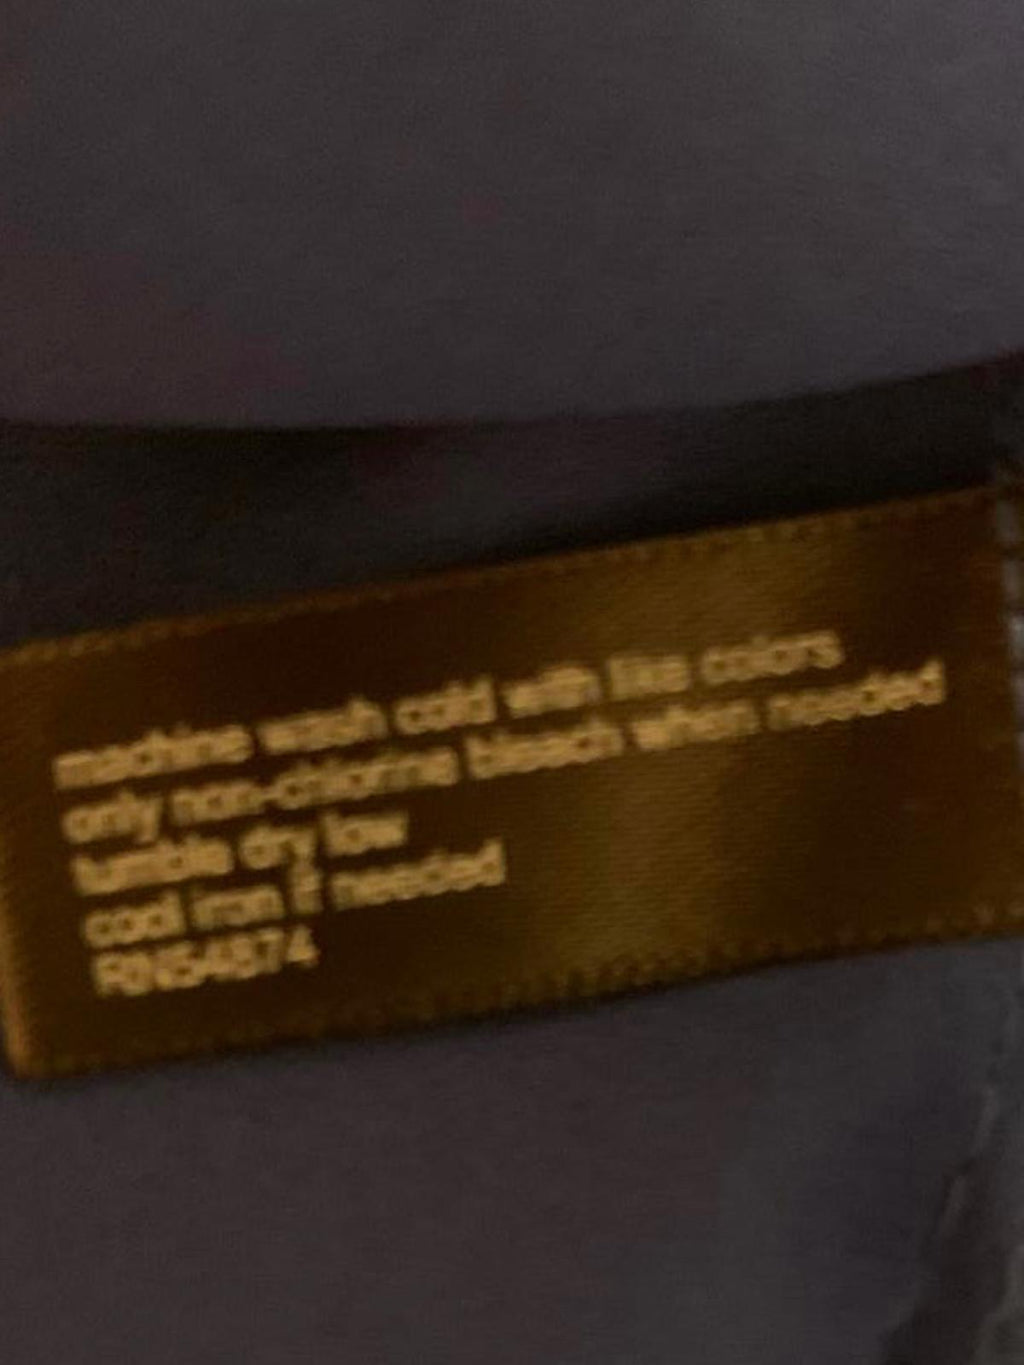 machine wash cold with like colors
only non-chlorine bleach when needed
tumble dry low
cool iron if needed
RN54874